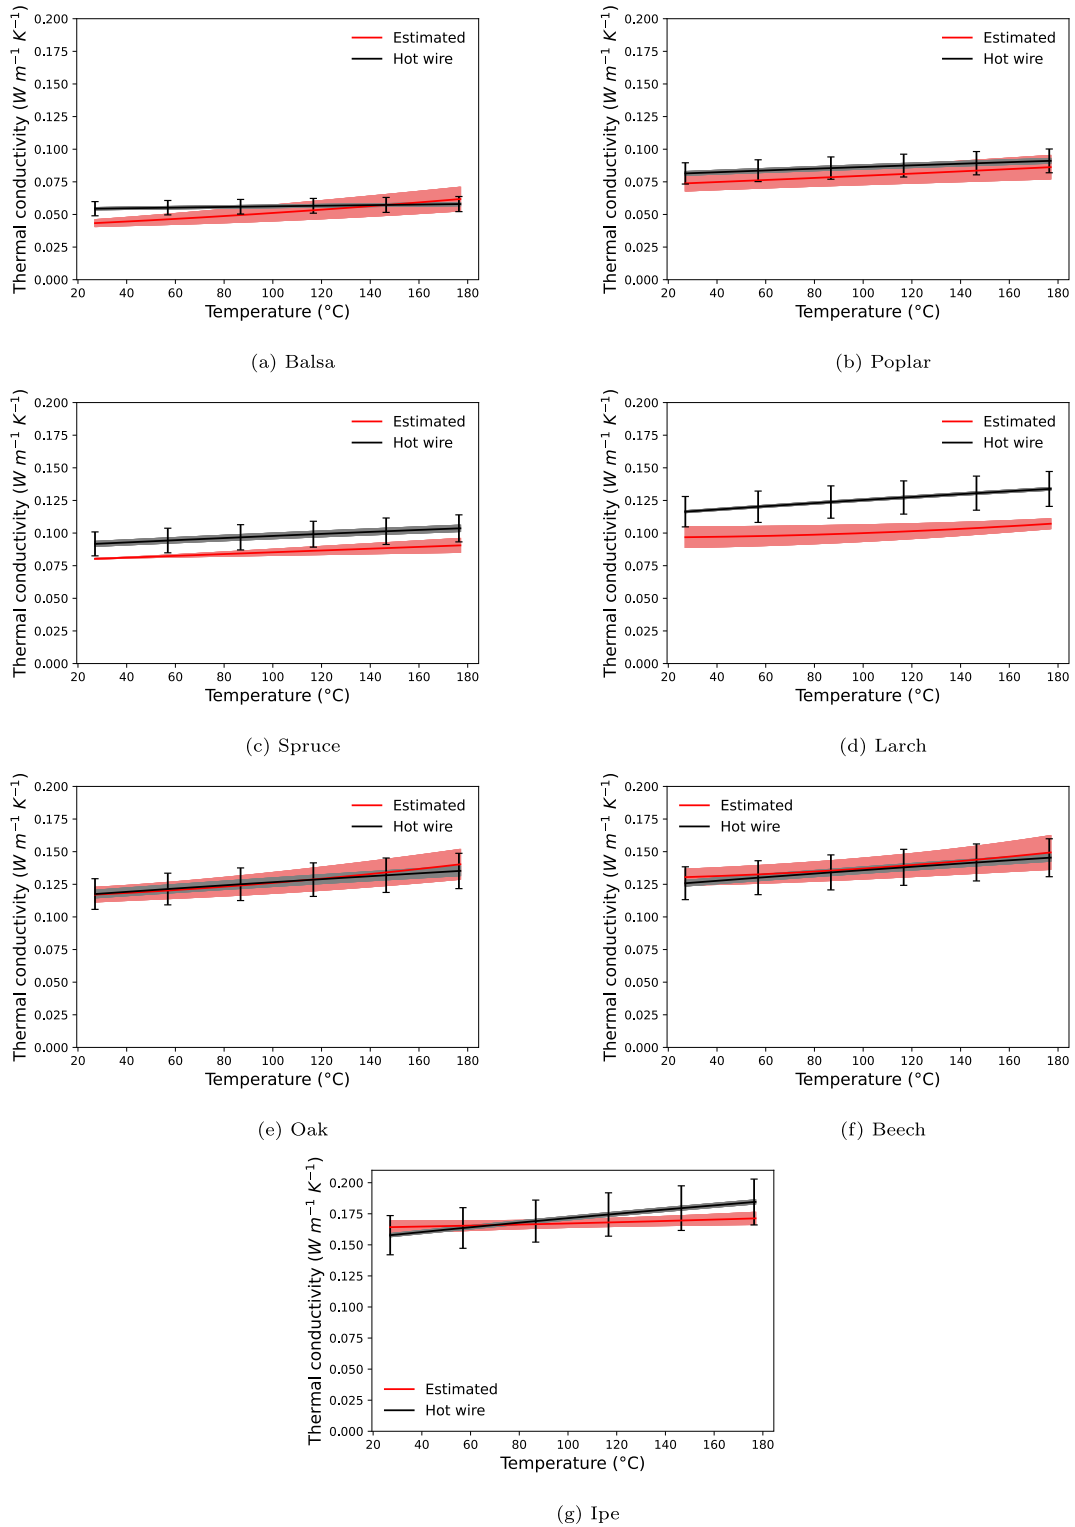 0.200
0.175
0.150
0.125
0.100
0.075
0.050
0.025
0.000
Thermal conductivity (W m⁻¹ K⁻¹)
Estimated
Hot wire
20 40 60 80 100 120 140 160 180
Temperature (°C)
(a) Balsa
0.200
0.175
0.150
0.125
0.100
0.075
0.050
0.025
0.000
Thermal conductivity (W m⁻¹ K⁻¹)
Estimated
Hot wire
20 40 60 80 100 120 140 160 180
Temperature (°C)
(b) Poplar
0.200
0.175
0.150
0.125
0.100
0.075
0.050
0.025
0.000
Thermal conductivity (W m⁻¹ K⁻¹)
Estimated
Hot wire
20 40 60 80 100 120 140 160 180
Temperature (°C)
(c) Spruce
0.200
0.175
0.150
0.125
0.100
0.075
0.050
0.025
0.000
Thermal conductivity (W m⁻¹ K⁻¹)
Estimated
Hot wire
20 40 60 80 100 120 140 160 180
Temperature (°C)
(d) Larch
0.200
0.175
0.150
0.125
0.100
0.075
0.050
0.025
0.000
Thermal conductivity (W m⁻¹ K⁻¹)
Estimated
Hot wire
20 40 60 80 100 120 140 160 180
Temperature (°C)
(e) Oak
0.200
0.175
0.150
0.125
0.100
0.075
0.050
0.025
0.000
Thermal conductivity (W m⁻¹ K⁻¹)
Estimated
Hot wire
20 40 60 80 100 120 140 160 180
Temperature (°C)
(f) Beech
0.200
0.175
0.150
0.125
0.100
0.075
0.050
0.025
0.000
Thermal conductivity (W m⁻¹ K⁻¹)
Estimated
Hot wire
20 40 60 80 100 120 140 160 180
Temperature (°C)
(g) Ipe